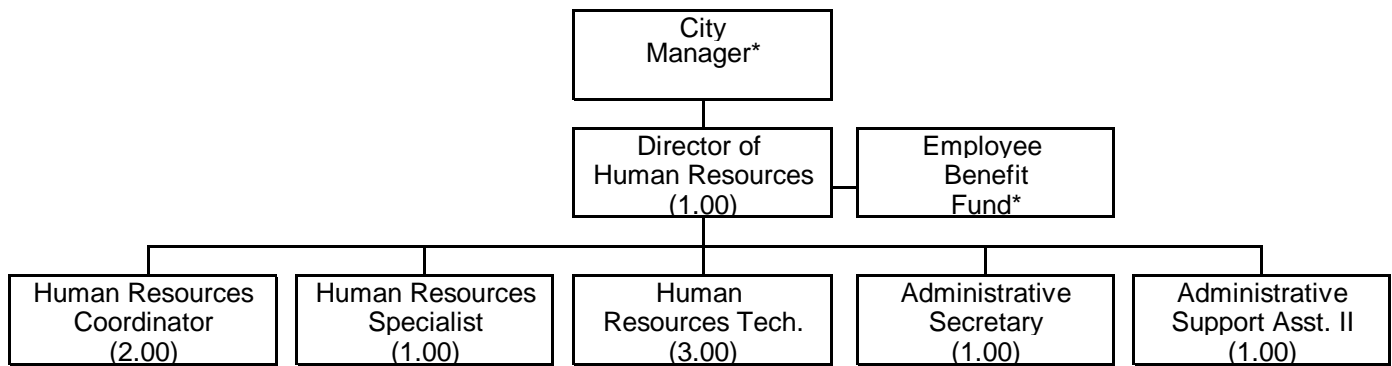 City
Manager*
Director of
Human Resources
(1.00)
Employee
Benefit
Fund*
Human Resources
Coordinator
(2.00)
Human Resources
Specialist
(1.00)
Human
Resources Tech.
(3.00)
Administrative
Secretary
(1.00)
Administrative
Support Asst. II
(1.00)